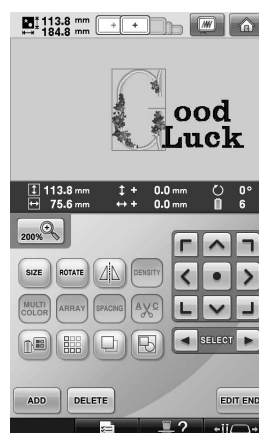 113.8 mm
184.8 mm
G
ood
Luck
113.8 mm + 0.0 mm 0°
75.6 mm + 0.0 mm 6
200%
SIZE ROTATE DENSITY
MULTI COLOR ARRAY SPACING A C
SELECT
ADD DELETE EDIT END
?